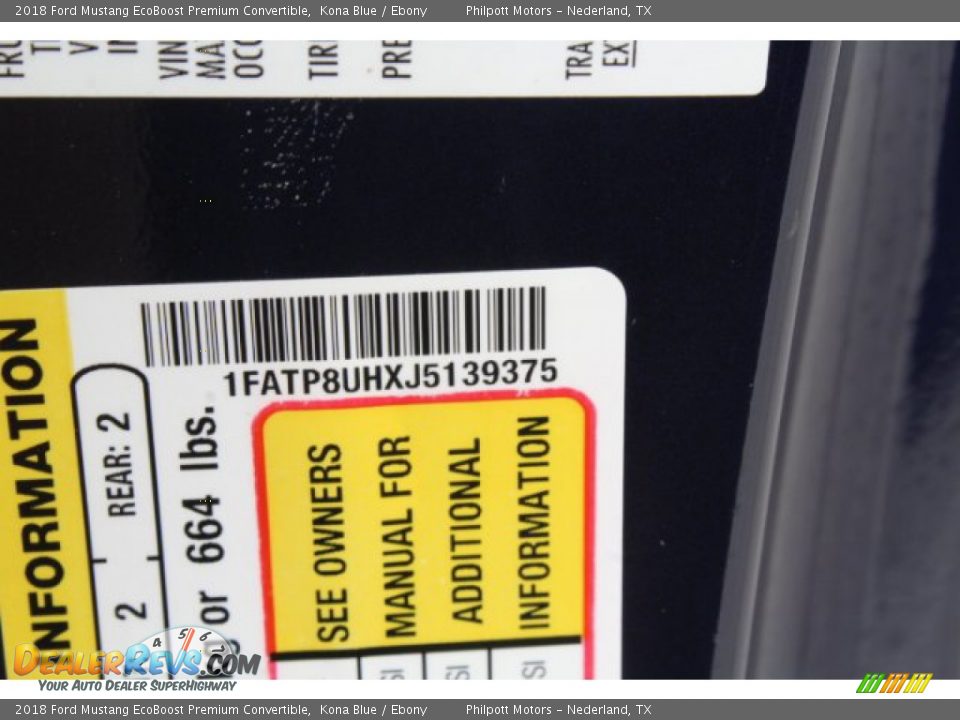 2018 Ford Mustang EcoBoost Premium Convertible, Kona Blue / Ebony Philpott Motors – Nederland, TX
VIN
TIR
PRE
TRA
EXT
1FATP8UHXJ5139375
INFORMATION
REAR: 2
2
or 664 lbs.
SEE OWNERS
MANUAL FOR
ADDITIONAL
INFORMATION
DEALERREVS.COM
YOUR AUTO DEALER SUPERHIGHWAY
2018 Ford Mustang EcoBoost Premium Convertible, Kona Blue / Ebony Philpott Motors – Nederland, TX